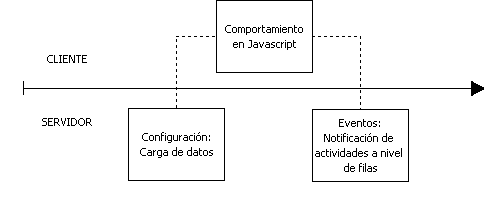 Comportamiento
en Javascript
CLIENTE
SERVIDOR
Configuración:
Carga de datos
Eventos:
Notificación de
actividades a nivel
de filas